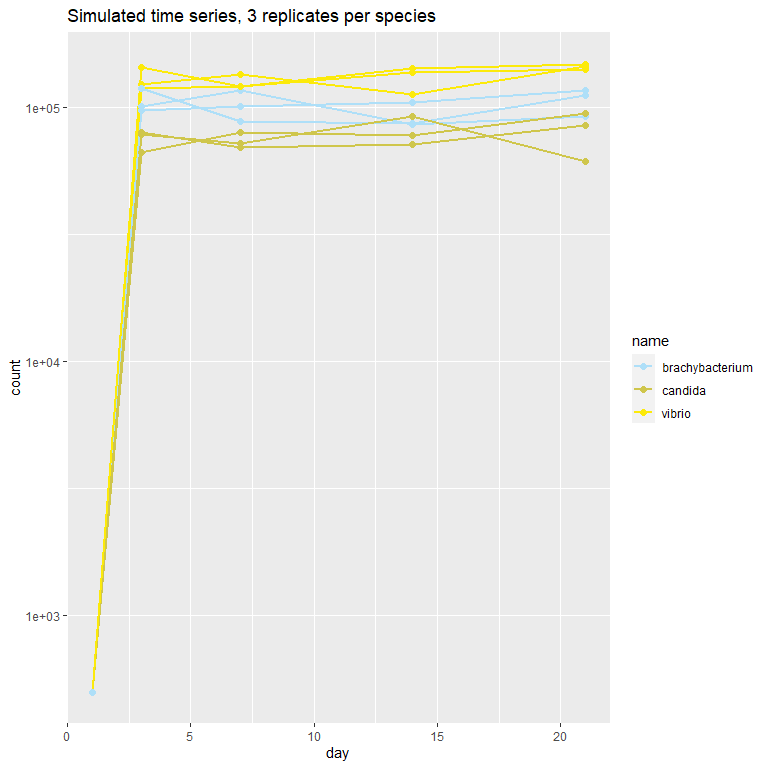 Simulated time series, 3 replicates per species
count
1e+05
1e+04
1e+03
0
5
10
15
20
day
name
brachybacterium
candida
vibrio